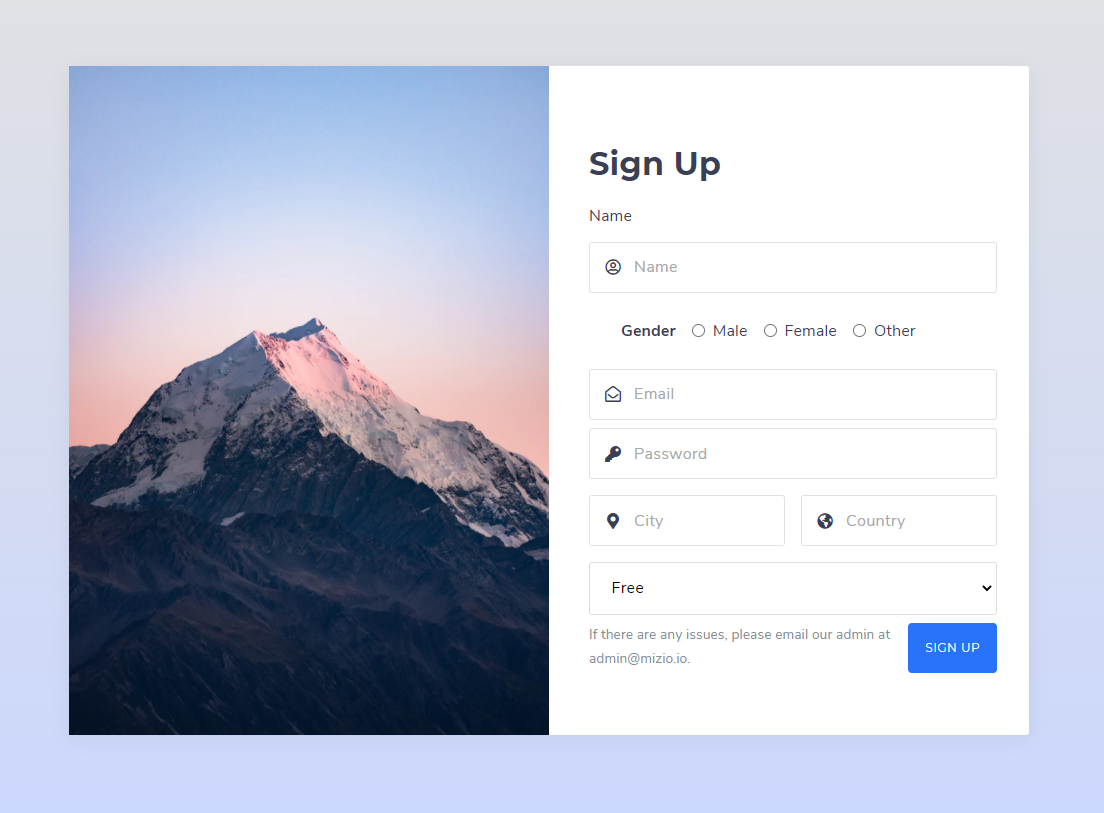 Sign Up
Name
Name
Gender Male Female Other
Email
Password
City Country
Free
If there are any issues, please email our admin at
admin@mizio.io.
SIGN UP